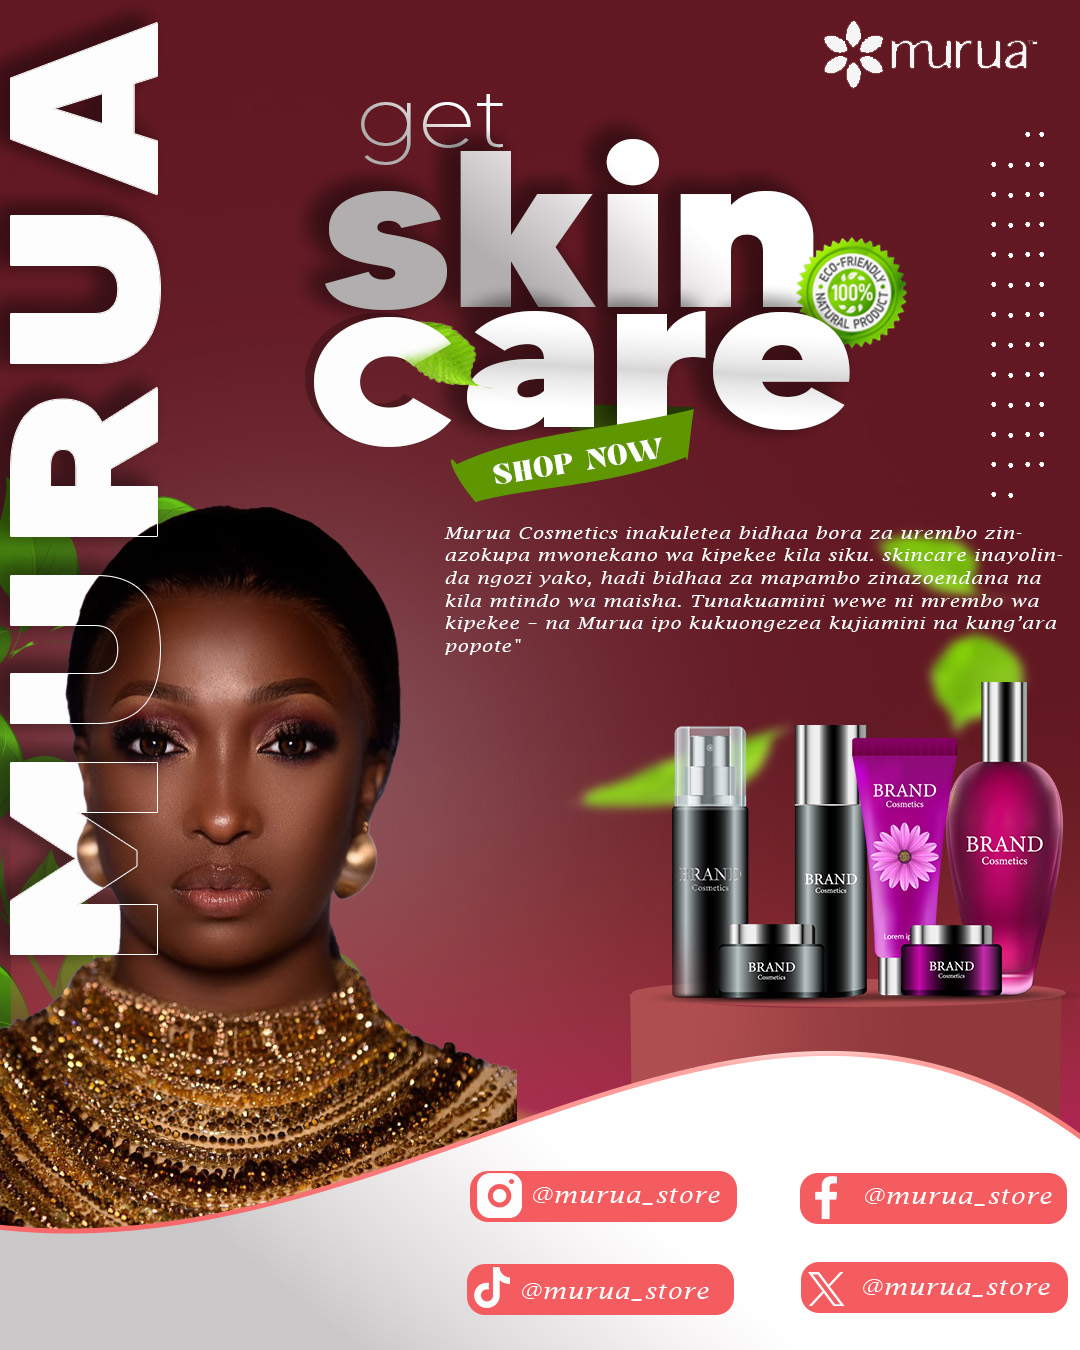 MURUA
murua™
get
skin
care
ECO-FRIENDLY
100%
NATURAL PRODUCT
SHOP NOW
Murua Cosmetics inakuletea bidhaa bora za urembo zin-
azokupa mwonekano wa kipekee kila siku. skincare inayolin-
da ngozi yako, hadi bidhaa za mapambo zinazoendana na
kila mtindo wa maisha. Tunakuamini wewe ni mrembo wa
kipekee – na Murua ipo kukuongezea kujiamini na kung’ara
popote"
BRAND
Cosmetics
BRAND
Cosmetics
BRAND
Cosmetics
Lorem ip
BRAND
Cosmetics
BRAND
Cosmetics
BRAND
Cosmetics
@murua_store
@murua_store
@murua_store
@murua_store